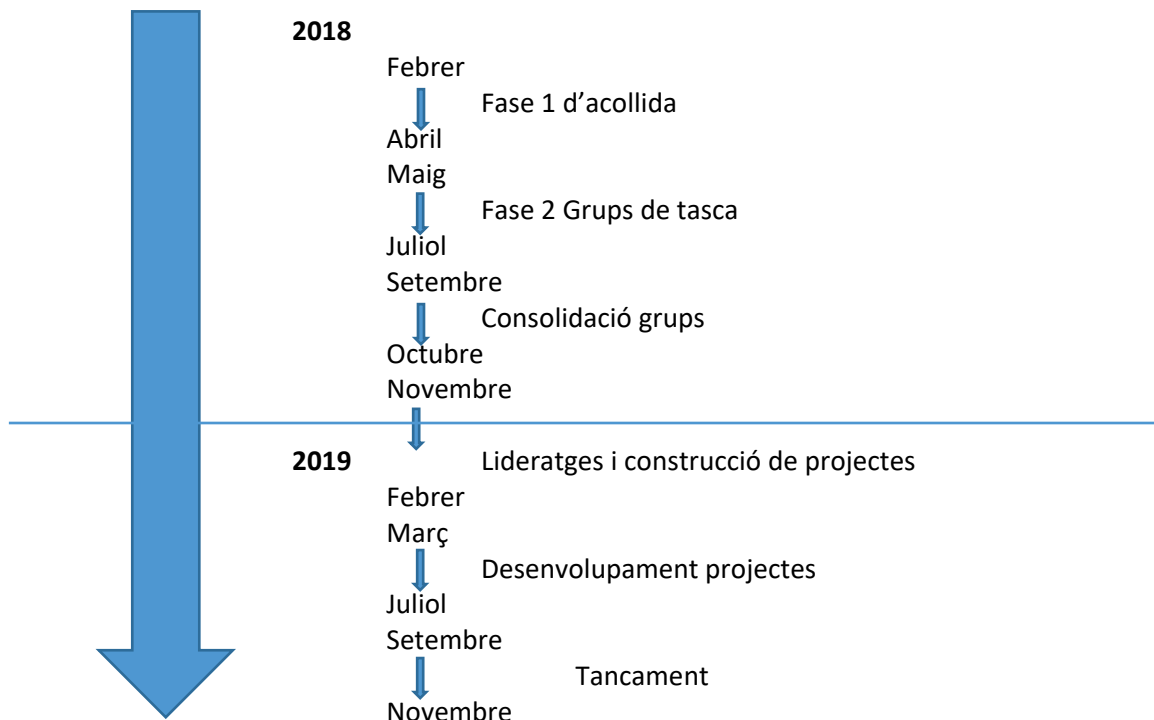 2018
Febrer
Fase 1 d’acollida
Abril
Maig
Fase 2 Grups de tasca
Juliol
Setembre
Consolidació grups
Octubre
Novembre
2019 Lideratges i construcció de projectes
Febrer
Març
Desenvolupament projectes
Juliol
Setembre
Tancament
Novembre